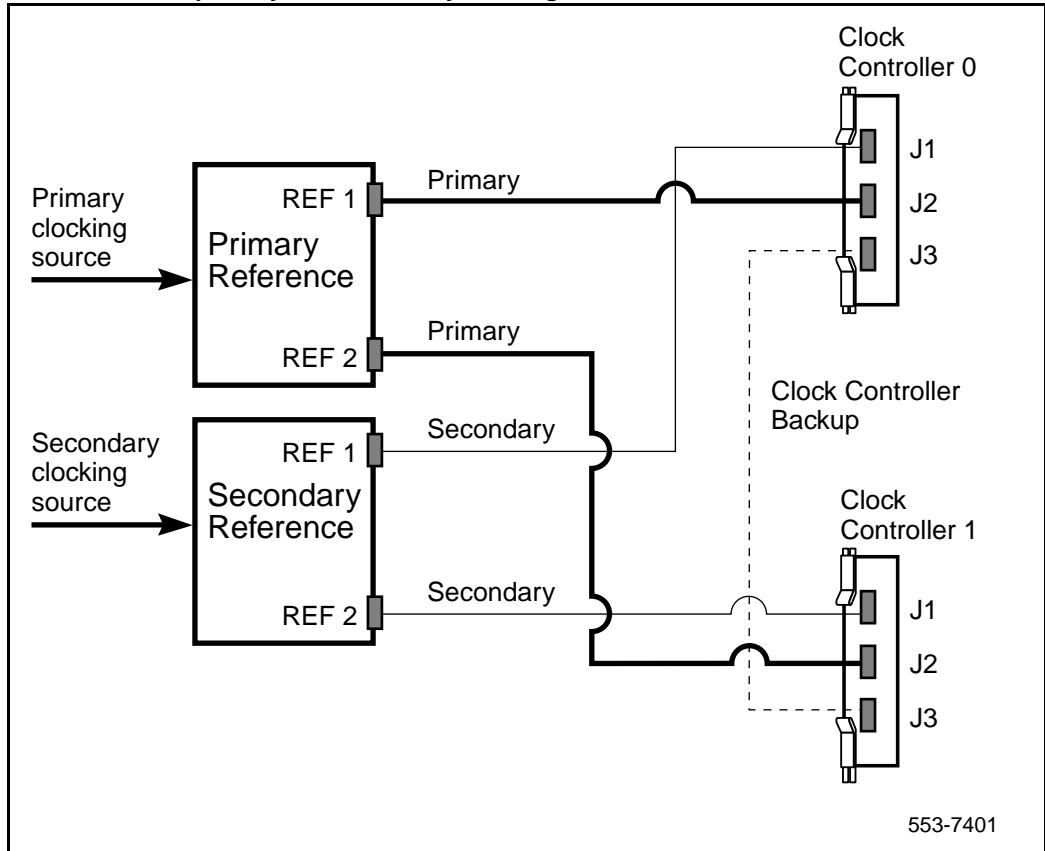 Clock
Controller 0
J1
J2
J3
Primary
clocking
source
REF 1
Primary
Reference
REF 2
Primary
Primary
Clock Controller
Backup
Secondary
clocking
source
REF 1
Secondary
Reference
REF 2
Secondary
Secondary
Clock
Controller 1
J1
J2
J3
553-7401